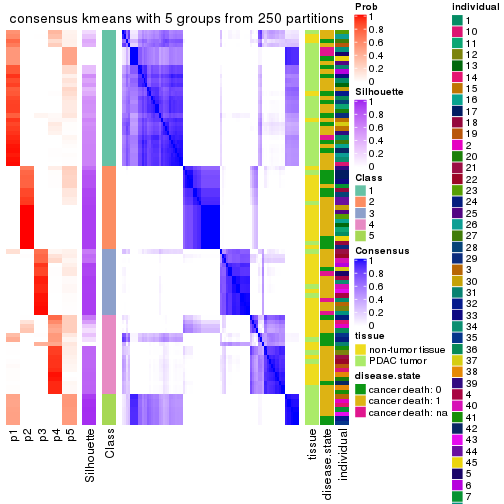 consensus kmeans with 5 groups from 250 partitions
p1
p2
p3
p4
p5
Silhouette
Class
tissue
disease.state
individual
Prob
1
0.8
0.6
0.4
0.2
0
Silhouette
1
0.8
0.6
0.4
0.2
0
Class
1
2
3
4
5
Consensus
1
0.8
0.6
0.4
0.2
0
tissue
non-tumor tissue
PDAC tumor
disease.state
cancer death: 0
cancer death: 1
cancer death: na
individual
1
10
11
12
13
14
15
16
17
18
19
2
20
21
22
23
24
25
26
27
28
29
3
30
31
32
33
34
35
36
37
38
39
4
40
41
42
43
44
45
5
6
7